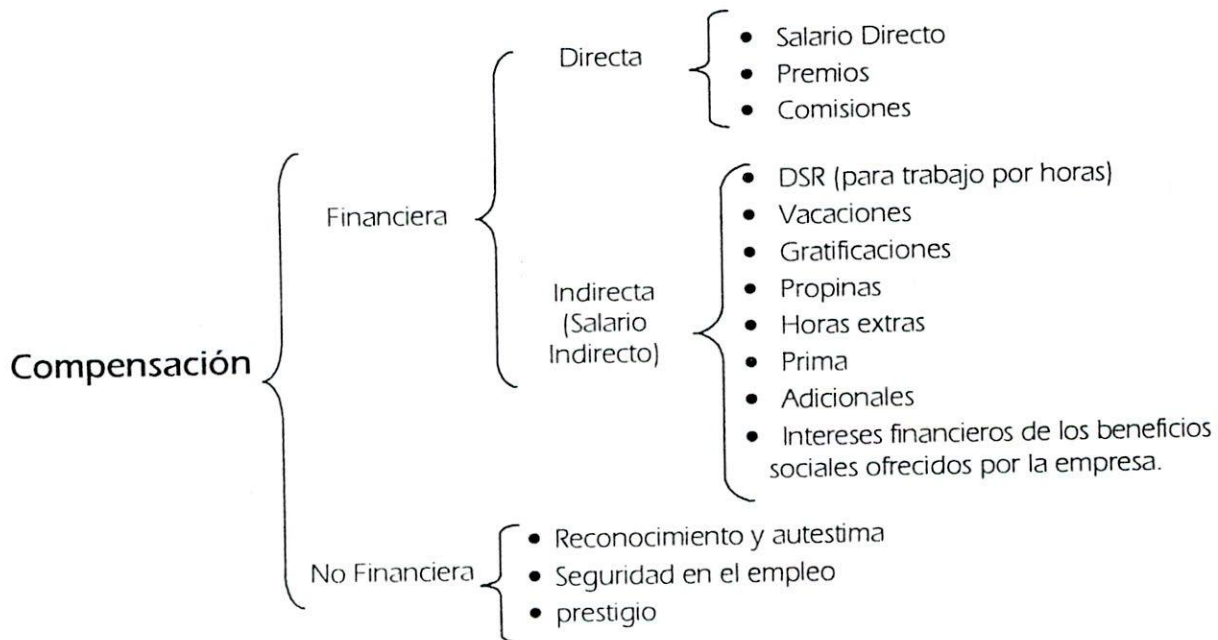 Compensación
Financiera
Directa
• Salario Directo
• Premios
• Comisiones
Indirecta
(Salario
Indirecto)
• DSR (para trabajo por horas)
• Vacaciones
• Gratificaciones
• Propinas
• Horas extras
• Prima
• Adicionales
• Intereses financieros de los beneficios
sociales ofrecidos por la empresa.
No Financiera
• Reconocimiento y autestima
• Seguridad en el empleo
• prestigio